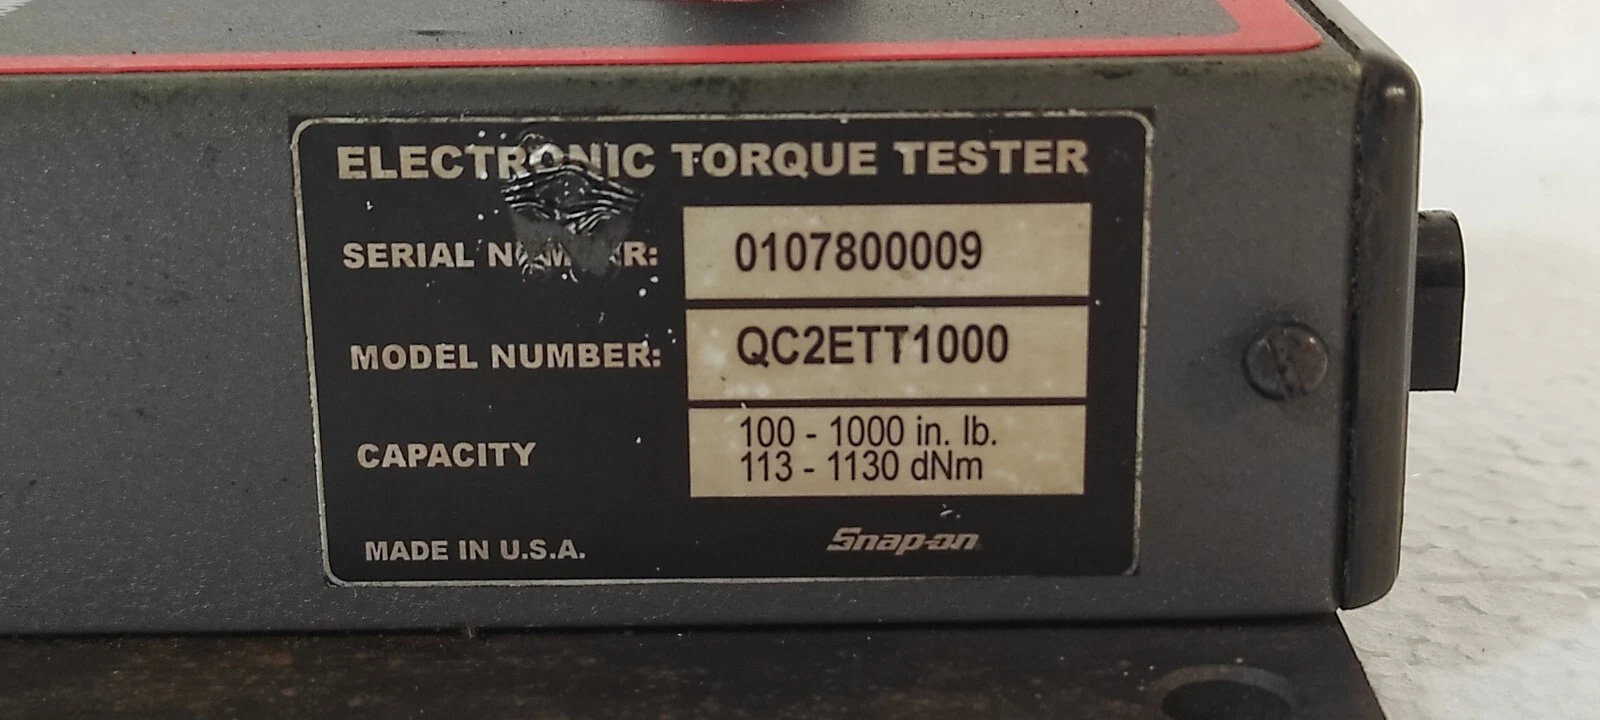 ELECTRONIC TORQUE TESTER
SERIAL NUMBER: 0107800009
MODEL NUMBER: QC2ETT1000
CAPACITY 100 - 1000 in. lb.
113 - 1130 dNm
MADE IN U.S.A. Snap-on